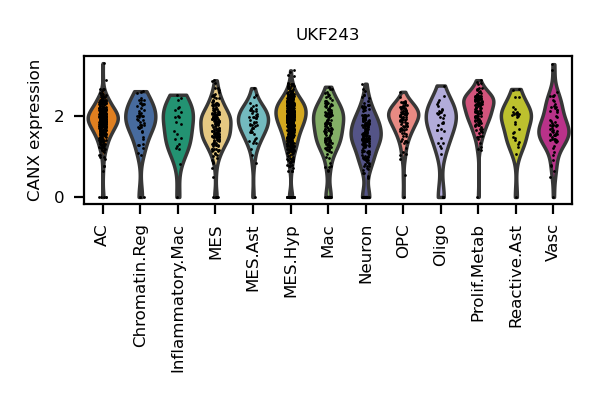 UKF243
CANX expression
2
0
AC
Chromatin.Reg
Inflammatory.Mac
MES
MES.Ast
MES.Hyp
Mac
Neuron
OPC
Oligo
Prolif.Metab
Reactive.Ast
Vasc